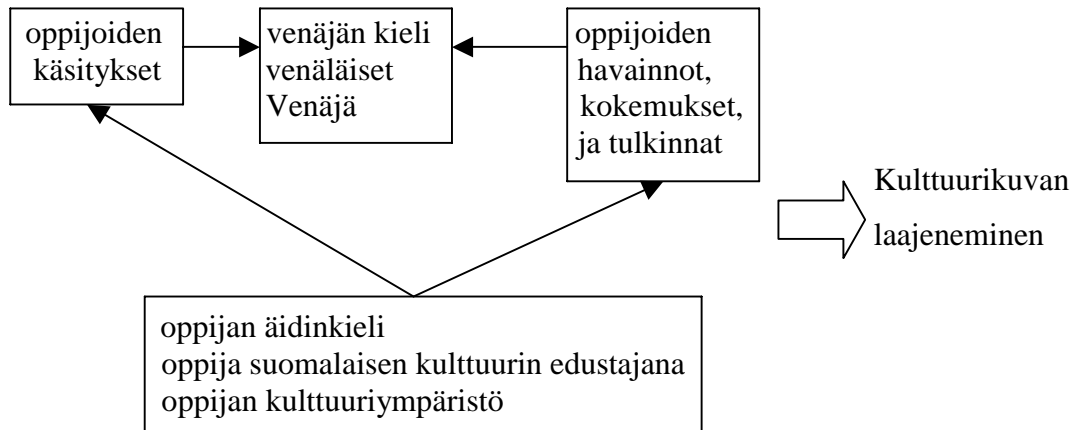 oppijoiden
käsitykset
venäjän kieli
venäläiset
Venäjä
oppijoiden
havainnot,
kokemukset,
ja tulkinnat
Kulttuurikuvan
laajeneminen
oppijan äidinkieli
oppija suomalaisen kulttuurin edustajana
oppijan kulttuuriympäristö